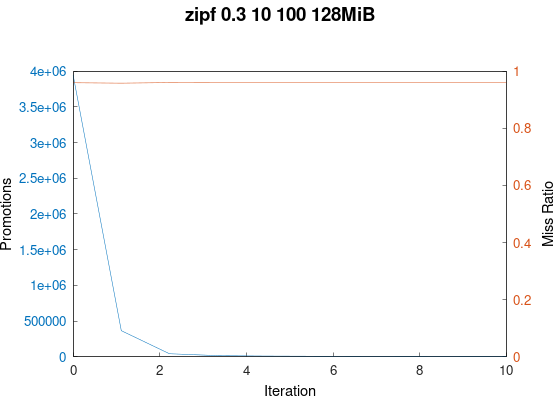 zipf 0.3 10 100 128MiB
4e+06
3.5e+06
3e+06
2.5e+06
2e+06
1.5e+06
1e+06
500000
0
Promotions
1
0.8
0.6
0.4
0.2
0
Miss Ratio
0 2 4 6 8 10
Iteration